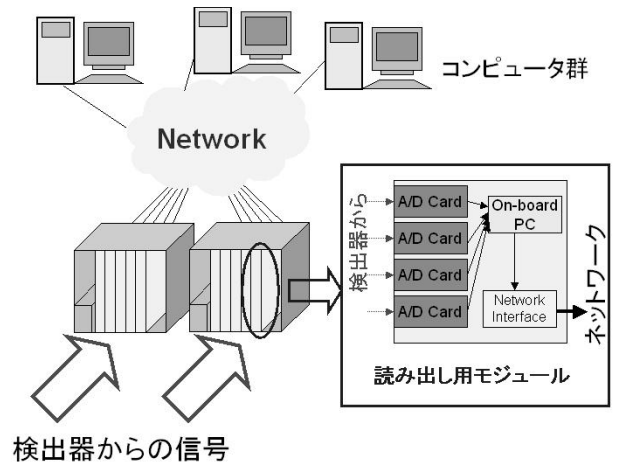 コンピュータ群
Network
検出器から
A/D Card
A/D Card
A/D Card
A/D Card
On-board
PC
Network
Interface
ネットワーク
読み出し用モジュール
検出器からの信号